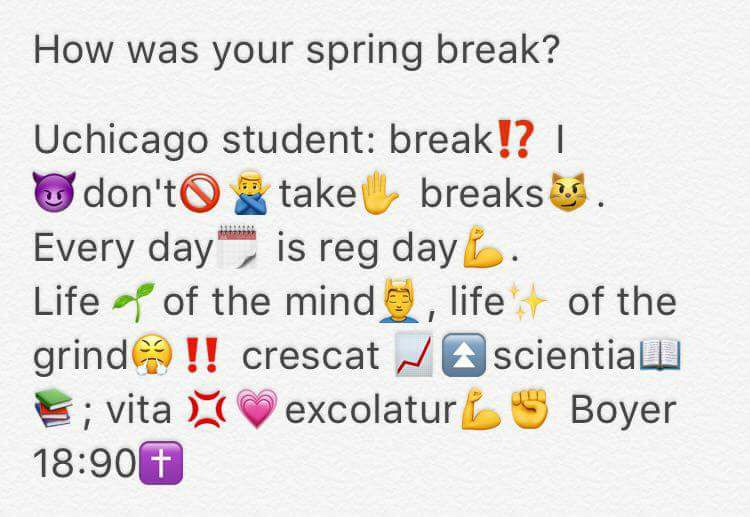 How was your spring break?
Uchicago student: break⁉️ I
😈don't🚫🙅‍♂️take✋ breaks😼.
Every day🗓 is reg day💪.
Life 🌱of the mind💆‍♂️, life✨ of the
grind😤‼️ crescat 📈⏫scientia📖
📚; vita 💢💗excolatur💪✊ Boyer
18:90✝️